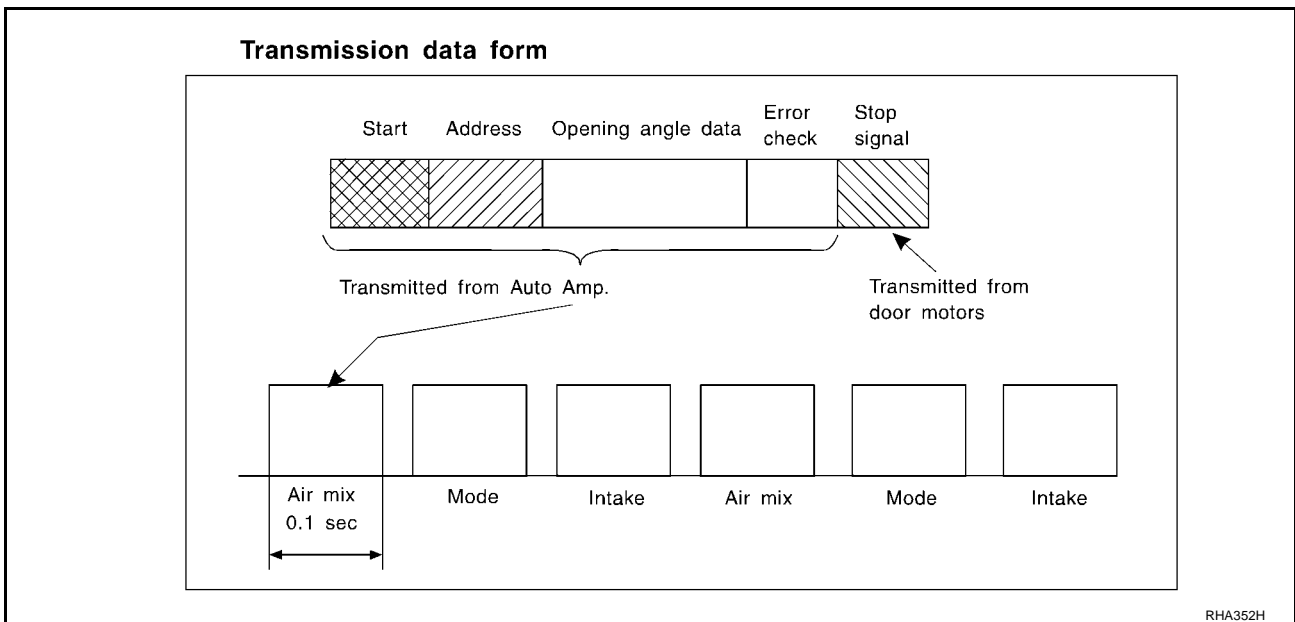 Transmission data form
Start Address Opening angle data Error check Stop signal
Transmitted from Auto Amp.
Transmitted from
door motors
Air mix Mode Intake Air mix Mode Intake
0.1 sec
RHA352H